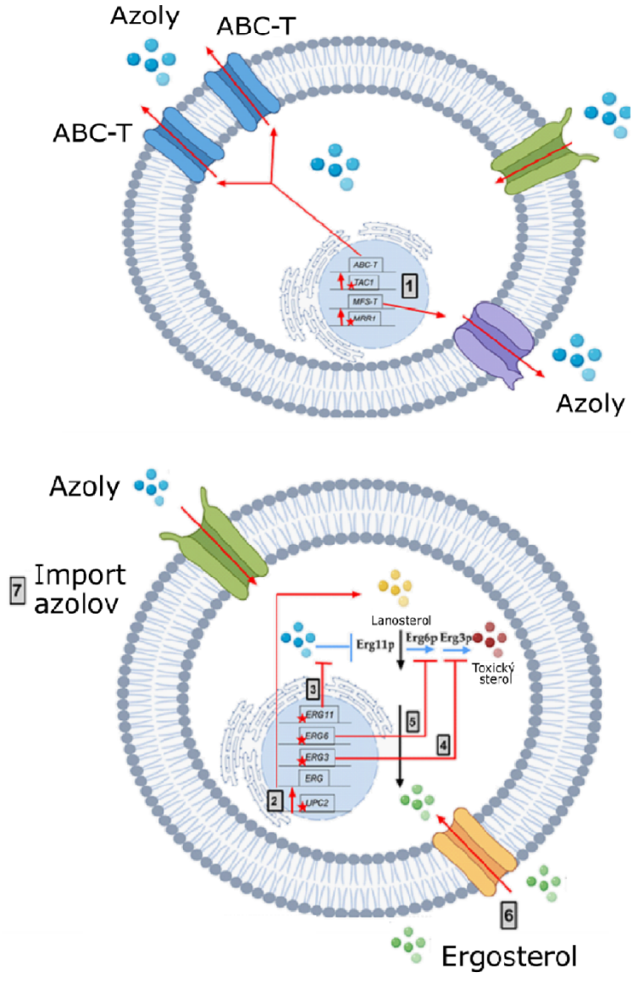 Azoly
ABC-T
ABC-T
ABC-T
TAC1
1
MFS-T
MRR1
Azoly
Azoly
7
Import
azolov
Lanosterol
Erg11p
Erg6p
Erg3p
Toxický
sterol
3
ERG11
5
ERG6
4
ERG3
ERG
2
UPC2
6
Ergosterol